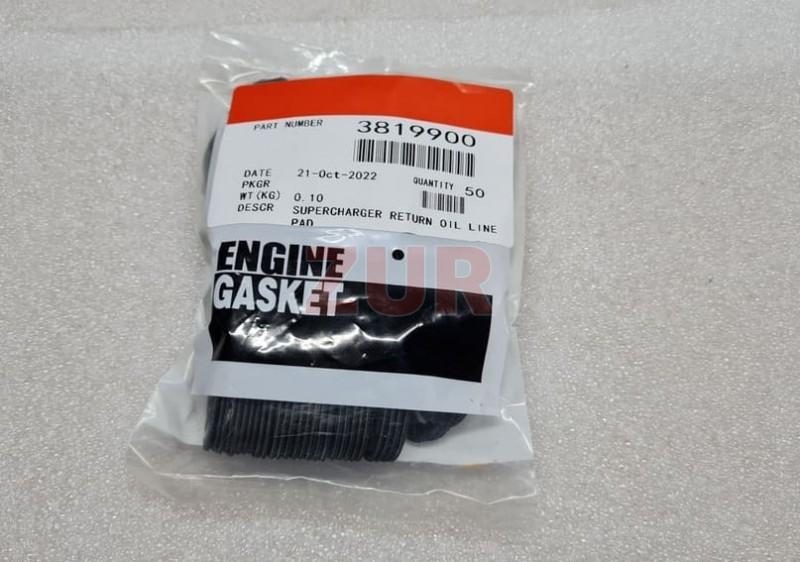 PART NUMBER 3819900
DATE 21-Oct-2022 QUANTITY 50
PKGR
WT(KG) 0.10
DESCR SUPERCHARGER RETURN OIL LINE
PAD
ENGINE
GASKET
ZUR